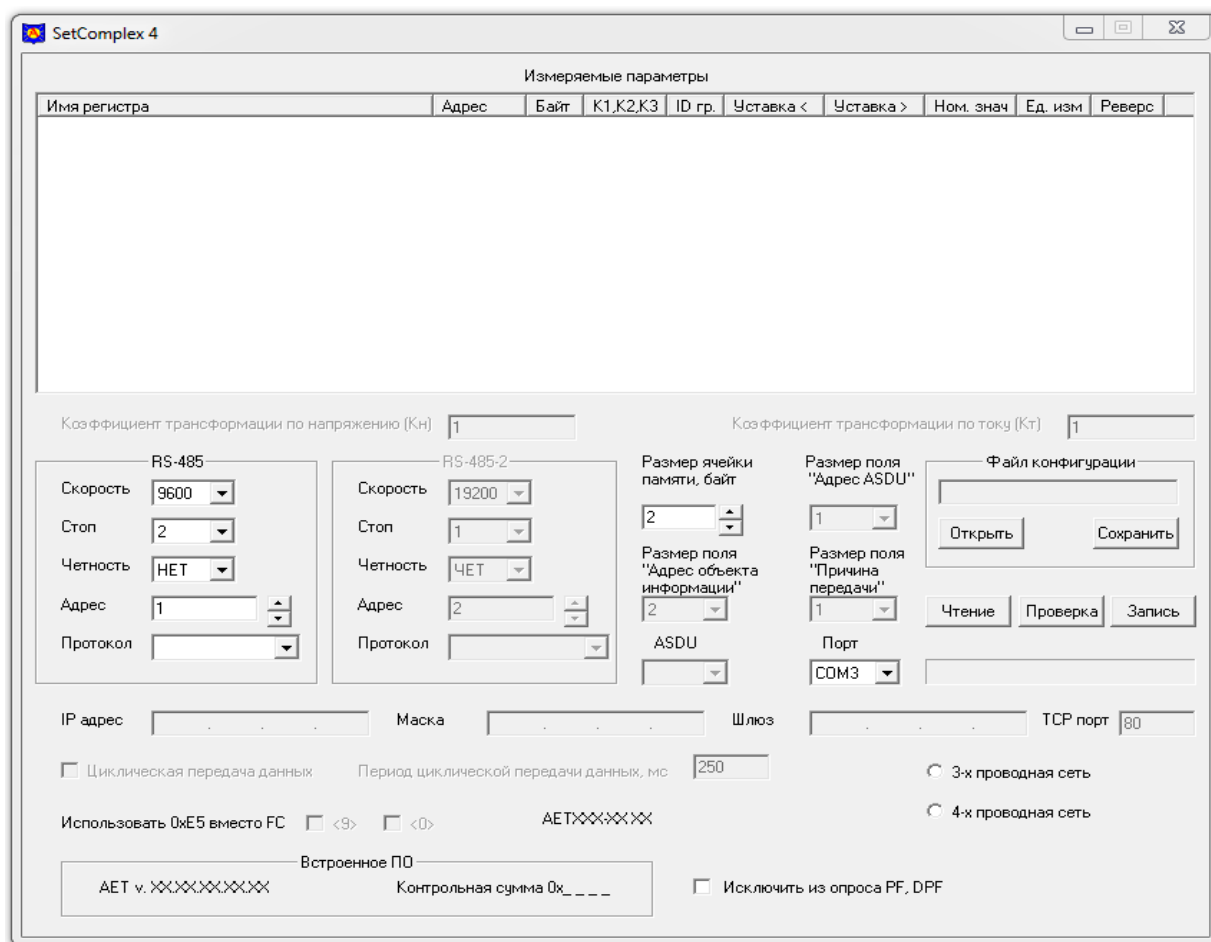 SetComplex 4
Измеряемые параметры
Имя регистра Адрес Байт K1,K2,K3 ID гр. Уставка < Уставка > Ном. знач Ед. изм Реверс
Коэффициент трансформации по напряжению (Кн) 1 Коэффициент трансформации по току (Кт) 1
RS-485
Скорость 9600
Стоп 2
Четность НЕТ
Адрес 1
Протокол
RS-485-2
Скорость 19200
Стоп 1
Четность ЧЕТ
Адрес 2
Протокол
Размер ячейки
памяти, байт
2
Размер поля
"Адрес ASDU"
1
Размер поля
"Адрес объекта
информации"
2
Размер поля
"Причина
передачи"
1
ASDU
Порт
COM3
Файл конфигурации
Открыть Сохранить
Чтение Проверка Запись
IP адрес . . . Маска . . . Шлюз . . . TCP порт 80
Циклическая передача данных Период циклической передачи данных, мс 250
3-х проводная сеть
Использовать 0xE5 вместо FC <9> <0> AETXXX-XX XX
4-х проводная сеть
Встроенное ПО
AET v. XX.XX.XX.XX.XX Контрольная сумма 0x_ _ _ _
Исключить из опроса PF, DPF